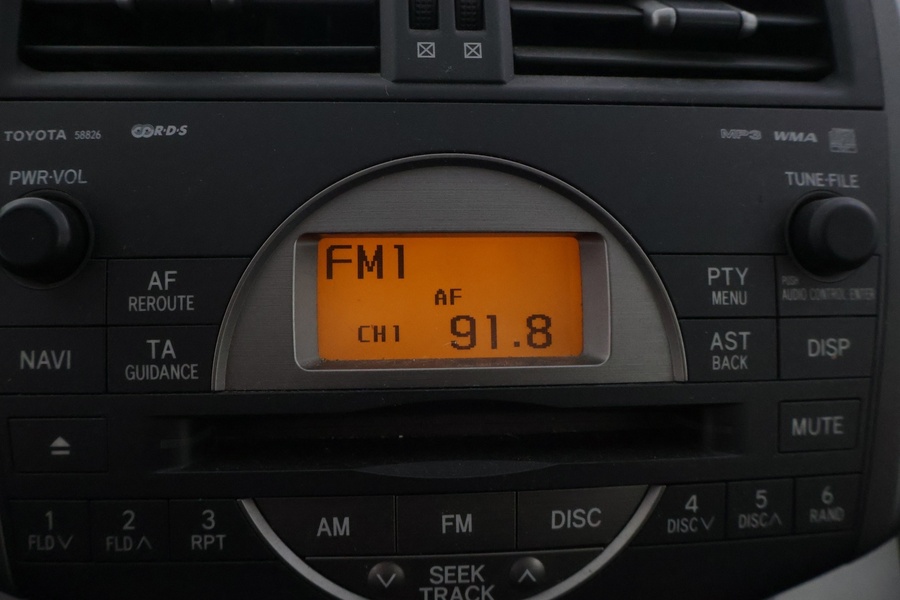 TOYOTA 58826
R·D·S
MP3 WMA
PWR·VOL
TUNE·FILE
FM1
AF
CH1 91.8
AF
REROUTE
PTY
MENU
PUSH
AUDIO CONTROL/ENTER
NAVI
TA
GUIDANCE
AST
BACK
DISP
MUTE
1
FLD ∨
2
FLD ∧
3
RPT
AM
FM
DISC
4
DISC ∨
5
DISC ∧
6
RAND
∨ SEEK ∧
TRACK